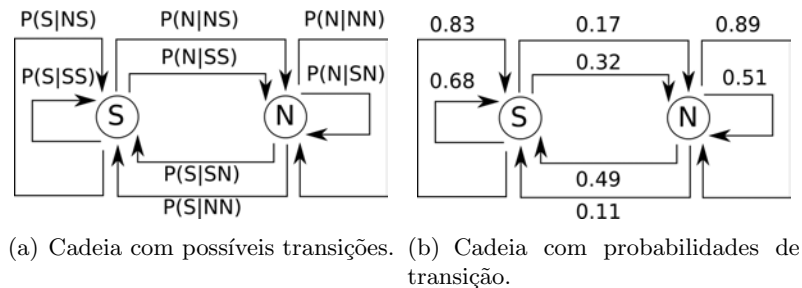 P(S|NS) P(N|NS) P(N|NN)
P(N|SS)
P(S|SS) P(N|SN)
S N
P(S|SN)
P(S|NN)
(a) Cadeia com possíveis transições.
0.83 0.17 0.89
0.32
0.68 0.51
S N
0.49
0.11
(b) Cadeia com probabilidades de
transição.